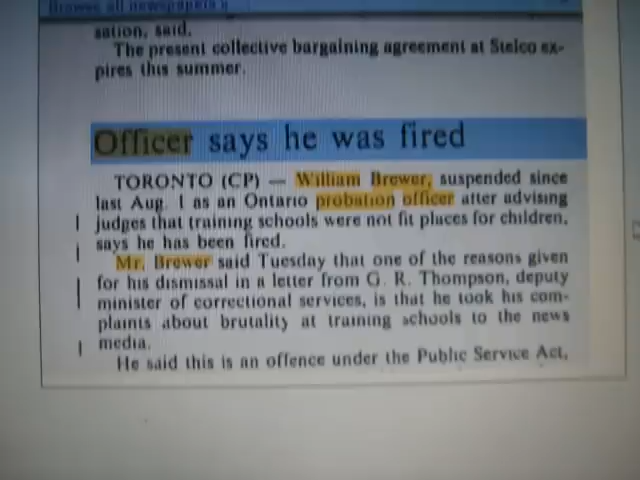 Browse all newspapers »
sation, said.
The present collective bargaining agreement at Stelco ex-
pires this summer.
Officer says he was fired
TORONTO (CP) — William Brewer, suspended since
last Aug. 1 as an Ontario probation officer after advising
judges that training schools were not fit places for children,
says he has been fired.
Mr. Brewer said Tuesday that one of the reasons given
for his dismissal in a letter from G. R. Thompson, deputy
minister of correctional services, is that he took his com-
plaints about brutality at training schools to the news
media.
He said this is an offence under the Public Service Act,